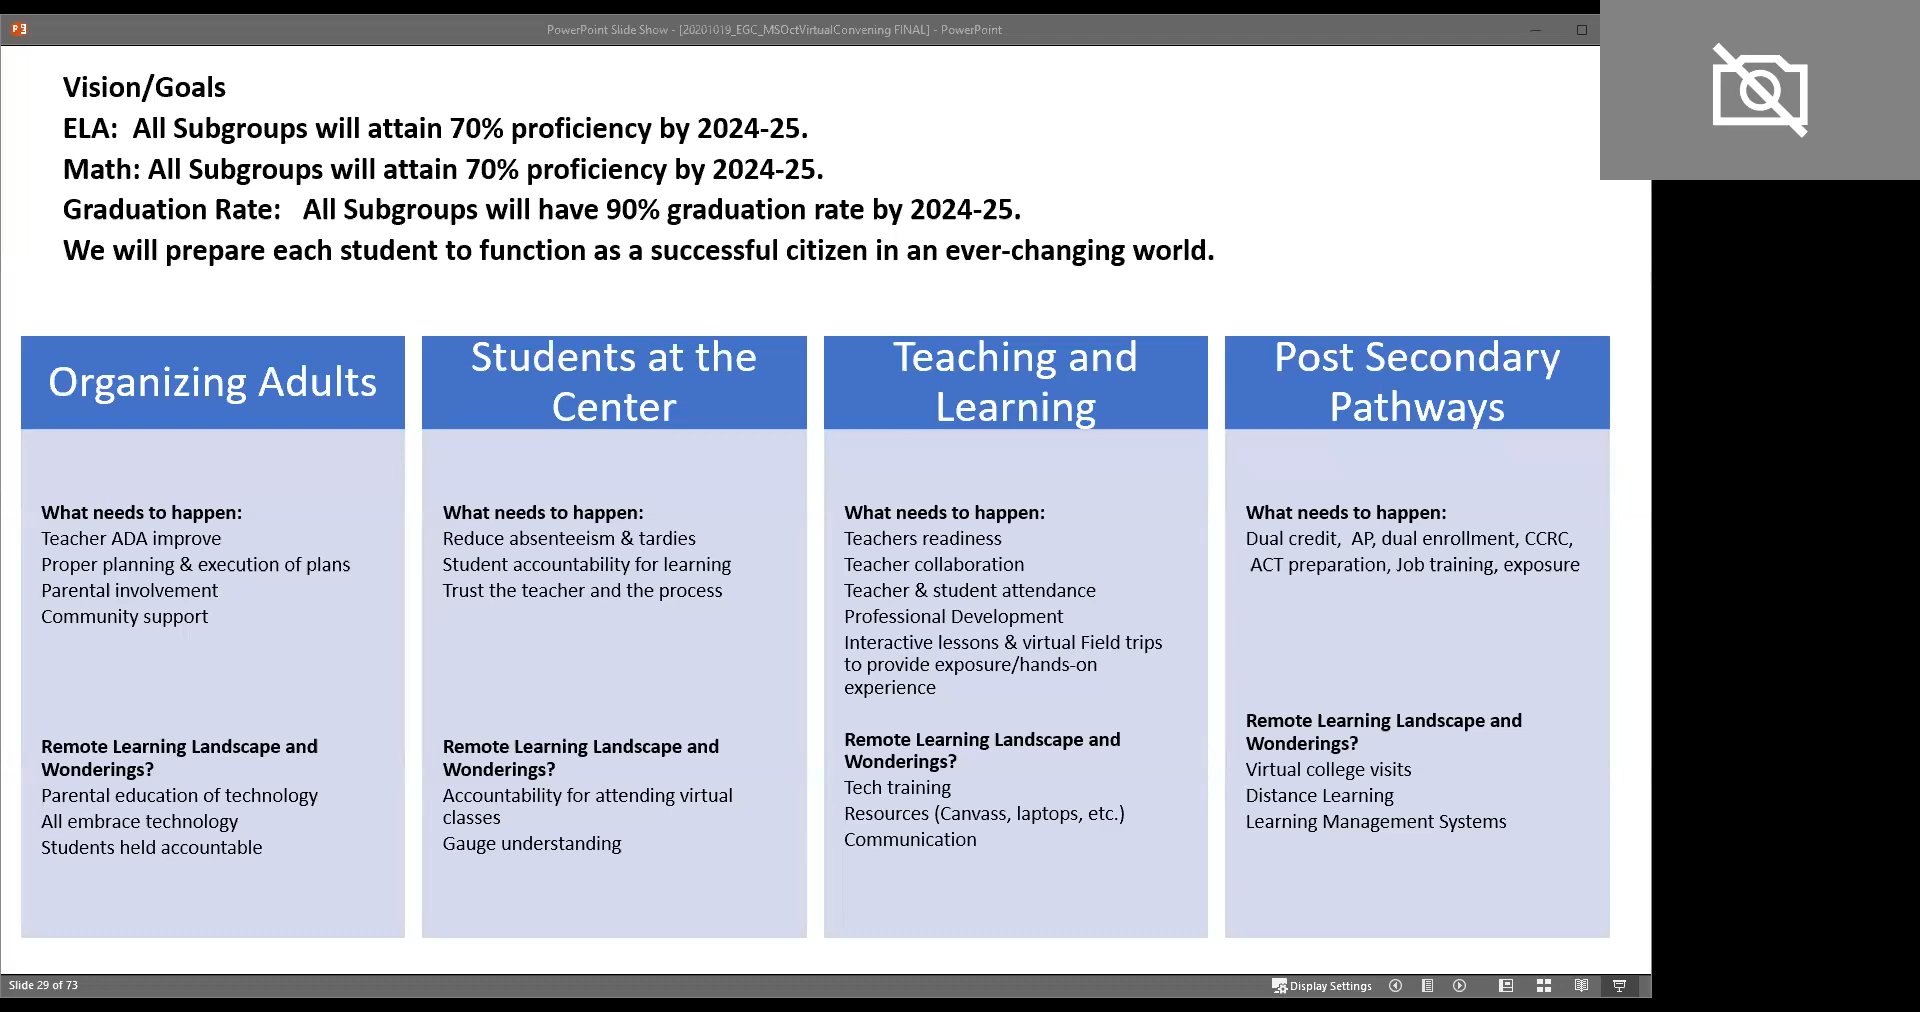 PowerPoint Slide Show - [20201019_EGC_MSOctVirtualConvening FINAL] - PowerPoint
Vision/Goals
ELA:  All Subgroups will attain 70% proficiency by 2024-25.
Math: All Subgroups will attain 70% proficiency by 2024-25.
Graduation Rate:   All Subgroups will have 90% graduation rate by 2024-25.
We will prepare each student to function as a successful citizen in an ever-changing world.
Organizing Adults
What needs to happen:
Teacher ADA improve
Proper planning & execution of plans
Parental involvement
Community support
Remote Learning Landscape and
Wonderings?
Parental education of technology
All embrace technology
Students held accountable
Students at the
Center
What needs to happen:
Reduce absenteeism & tardies
Student accountability for learning
Trust the teacher and the process
Remote Learning Landscape and
Wonderings?
Accountability for attending virtual
classes
Gauge understanding
Teaching and
Learning
What needs to happen:
Teachers readiness
Teacher collaboration
Teacher & student attendance
Professional Development
Interactive lessons & virtual Field trips
to provide exposure/hands-on
experience
Remote Learning Landscape and
Wonderings?
Tech training
Resources (Canvass, laptops, etc.)
Communication
Post Secondary
Pathways
What needs to happen:
Dual credit,  AP, dual enrollment, CCRC,
ACT preparation, Job training, exposure
Remote Learning Landscape and
Wonderings?
Virtual college visits
Distance Learning
Learning Management Systems
Slide 29 of 73
Display Settings